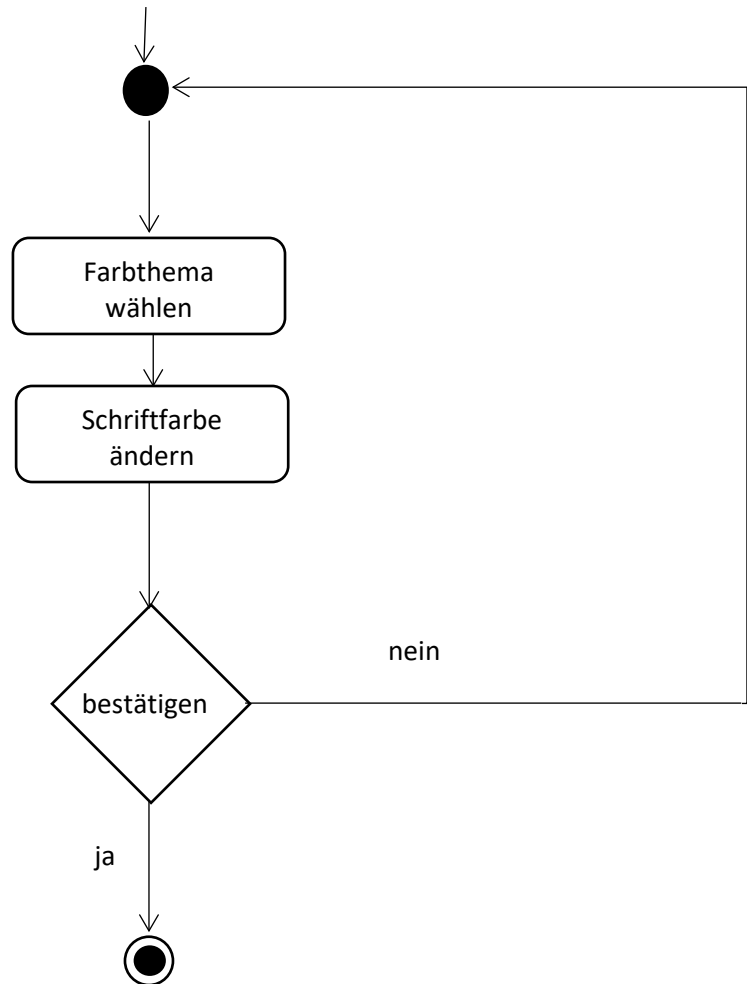 Farbthema
wählen
Schriftfarbe
ändern
nein
bestätigen
ja